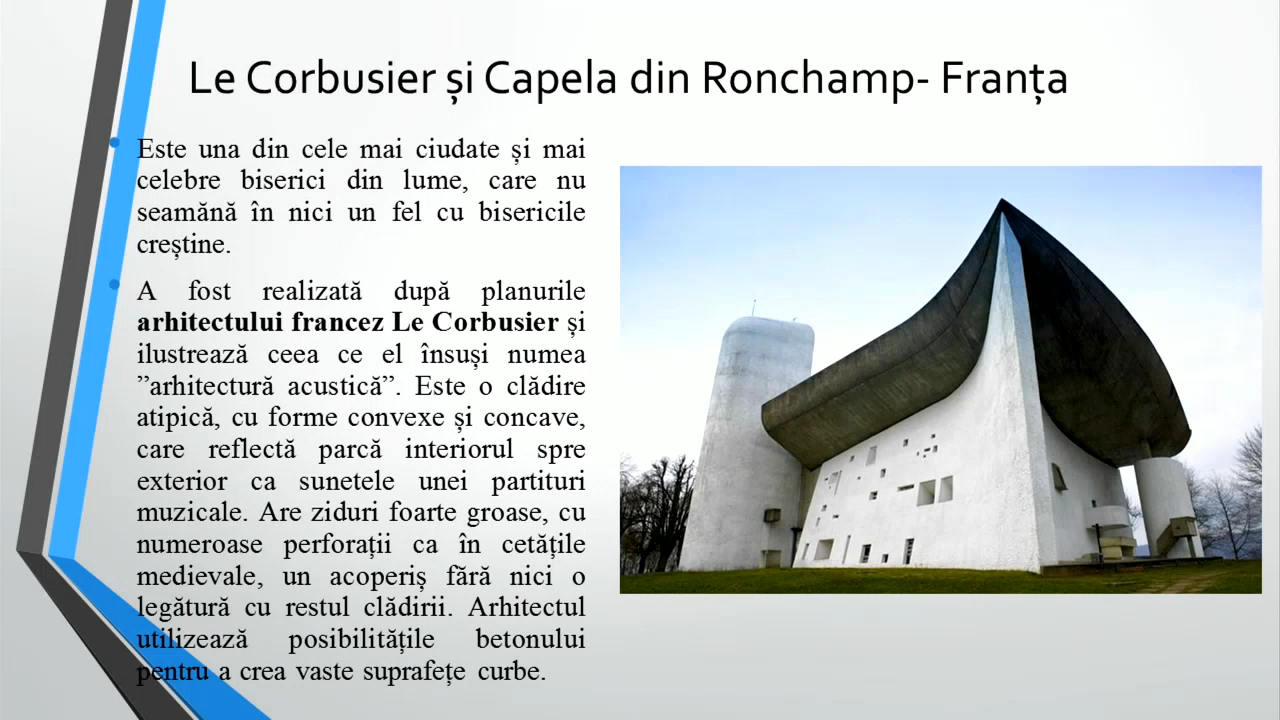 Le Corbusier și Capela din Ronchamp- Franța
Este una din cele mai ciudate și mai
celebre biserici din lume, care nu
seamănă în nici un fel cu bisericile
creștine.
A fost realizată după planurile
arhitectului francez Le Corbusier și
ilustrează ceea ce el însuși numea
”arhitectură acustică”. Este o clădire
atipică, cu forme convexe și concave,
care reflectă parcă interiorul spre
exterior ca sunetele unei partituri
muzicale. Are ziduri foarte groase, cu
numeroase perforații ca în cetățile
medievale, un acoperiș fără nici o
legătură cu restul clădirii. Arhitectul
utilizează posibilitățile betonului
pentru a crea vaste suprafețe curbe.